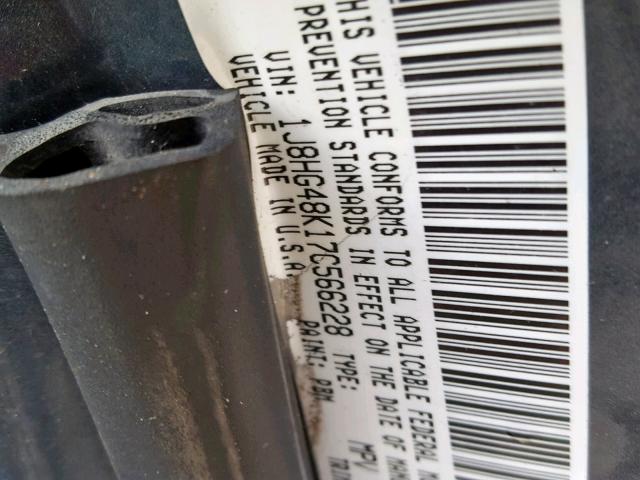 THIS VEHICLE CONFORMS TO ALL APPLICABLE FEDERAL
PREVENTION STANDARDS IN EFFECT ON THE DATE OF
VIN: 1J8HG48K17C566228 TYPE: MPV
VEHICLE MADE IN U.S.A. PAINT: PBM